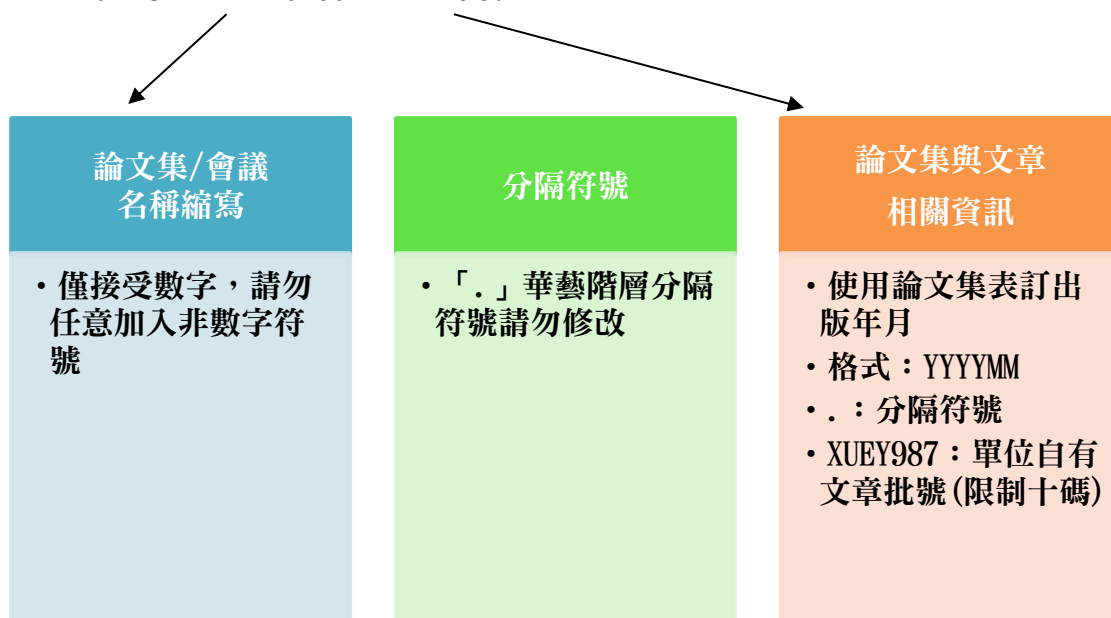 論文集/會議
名稱縮寫
・僅接受數字，請勿
任意加入非數字符
號
分隔符號
・「.」華藝階層分隔
符號請勿修改
論文集與文章
相關資訊
・使用論文集表訂出
版年月
・格式：YYYYMM
・.：分隔符號
・XUEY987：單位自有
文章批號(限制十碼)